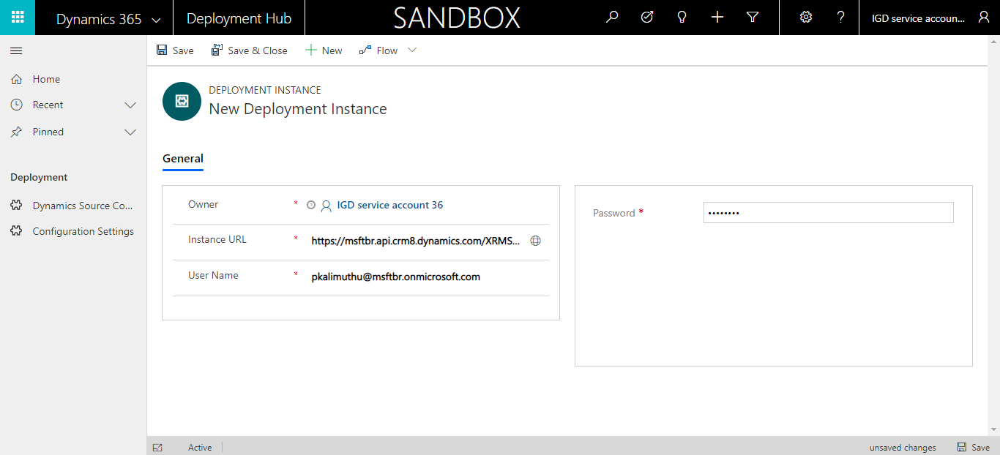 Dynamics 365
Deployment Hub
SANDBOX
IGD service accoun...
Save
Save & Close
New
Flow
Home
Recent
Pinned
Deployment
Dynamics Source Co...
Configuration Settings
DEPLOYMENT INSTANCE
New Deployment Instance
General
Owner * IGD service account 36
Instance URL * https://msftbr.api.crm8.dynamics.com/XRMS...
User Name * pkalimuthu@msftbr.onmicrosoft.com
Password * ••••••••
Active
unsaved changes
Save